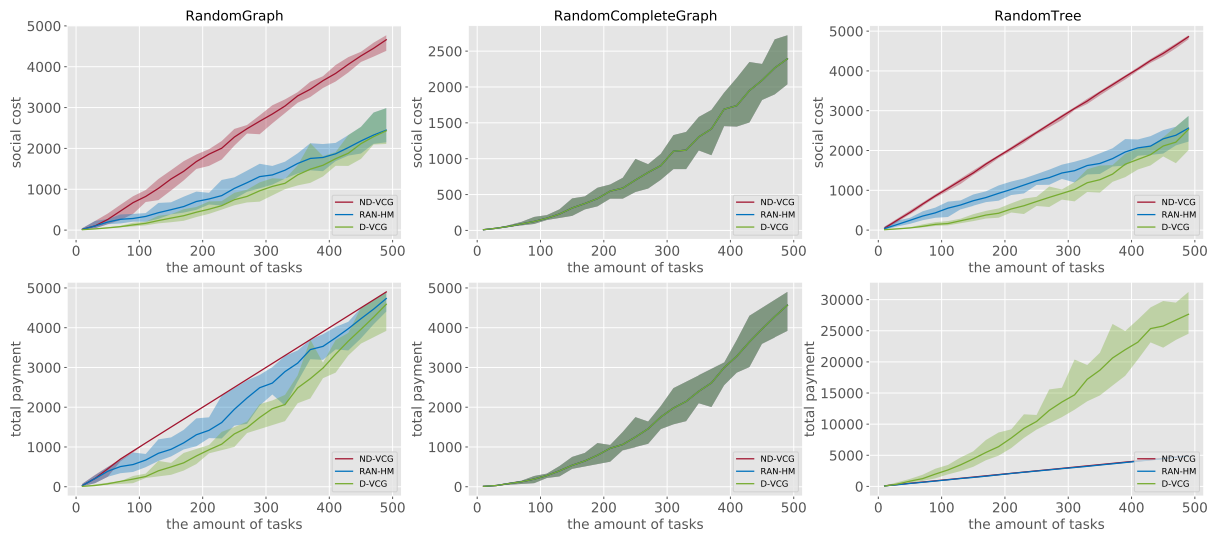 RandomGraph
5000
4000
3000
2000
1000
0
social cost
0 100 200 300 400 500
the amount of tasks
ND-VCG
RAN-HM
D-VCG
RandomCompleteGraph
2500
2000
1500
1000
500
0
social cost
0 100 200 300 400 500
the amount of tasks
ND-VCG
RAN-HM
D-VCG
RandomTree
5000
4000
3000
2000
1000
0
social cost
0 100 200 300 400 500
the amount of tasks
ND-VCG
RAN-HM
D-VCG
5000
4000
3000
2000
1000
0
total payment
0 100 200 300 400 500
the amount of tasks
ND-VCG
RAN-HM
D-VCG
5000
4000
3000
2000
1000
0
total payment
0 100 200 300 400 500
the amount of tasks
ND-VCG
RAN-HM
D-VCG
30000
25000
20000
15000
10000
5000
0
total payment
0 100 200 300 400 500
the amount of tasks
ND-VCG
RAN-HM
D-VCG